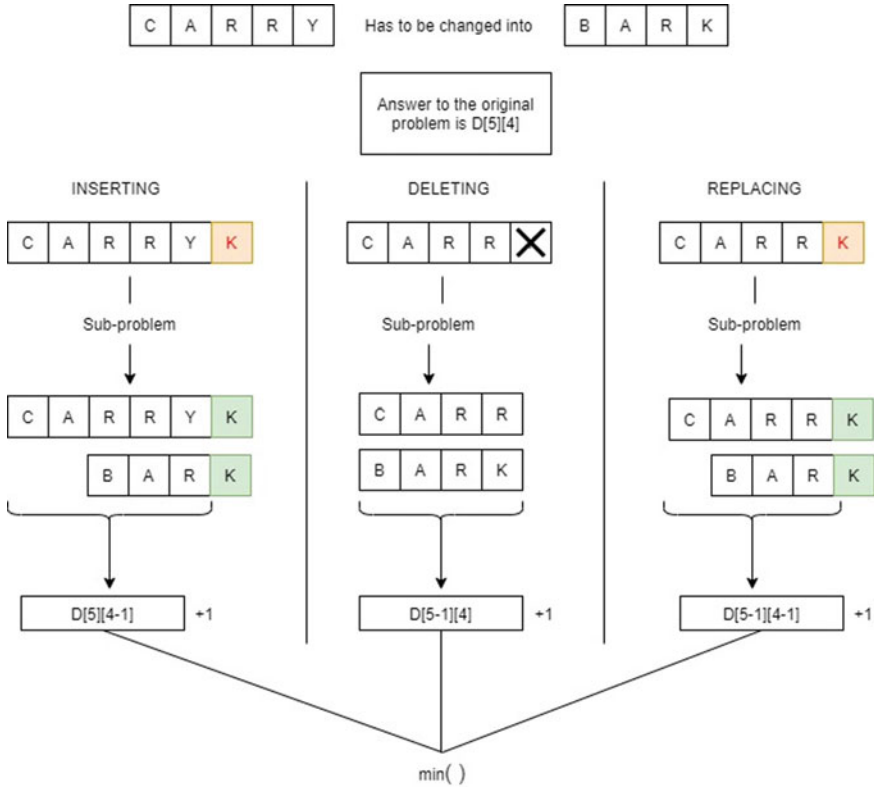 C A R R Y Has to be changed into B A R K
Answer to the original
problem is D[5][4]
INSERTING DELETING REPLACING
C A R R Y K C A R R C A R R K
Sub-problem Sub-problem Sub-problem
C A R R Y K C A R R C A R R K
B A R K B A R K B A R K
D[5][4-1] +1 D[5-1][4] +1 D[5-1][4-1] +1
min( )